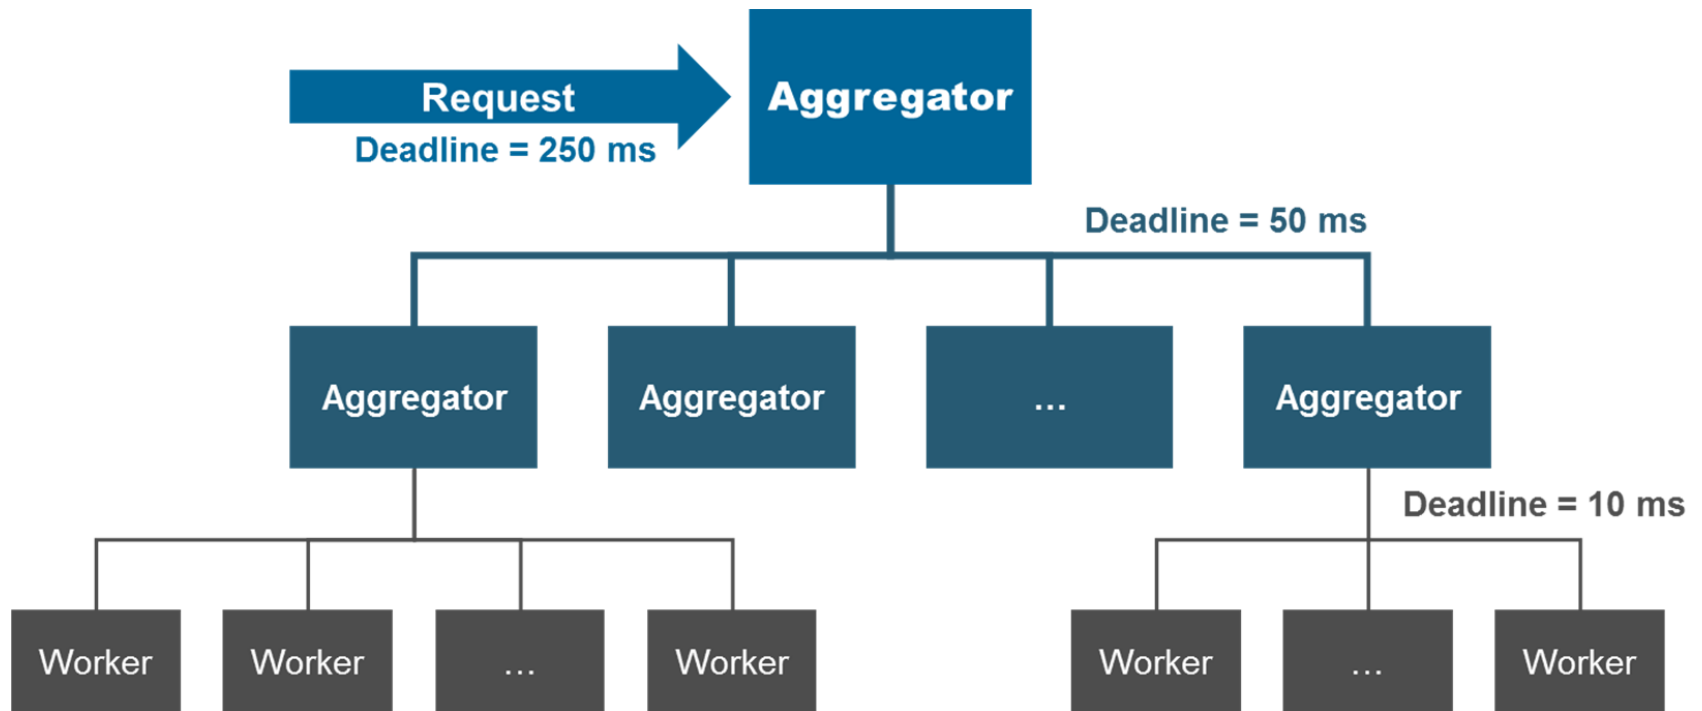 Request
Aggregator
Deadline = 250 ms
Deadline = 50 ms
Aggregator
Aggregator
...
Aggregator
Deadline = 10 ms
Worker
Worker
...
Worker
Worker
...
Worker